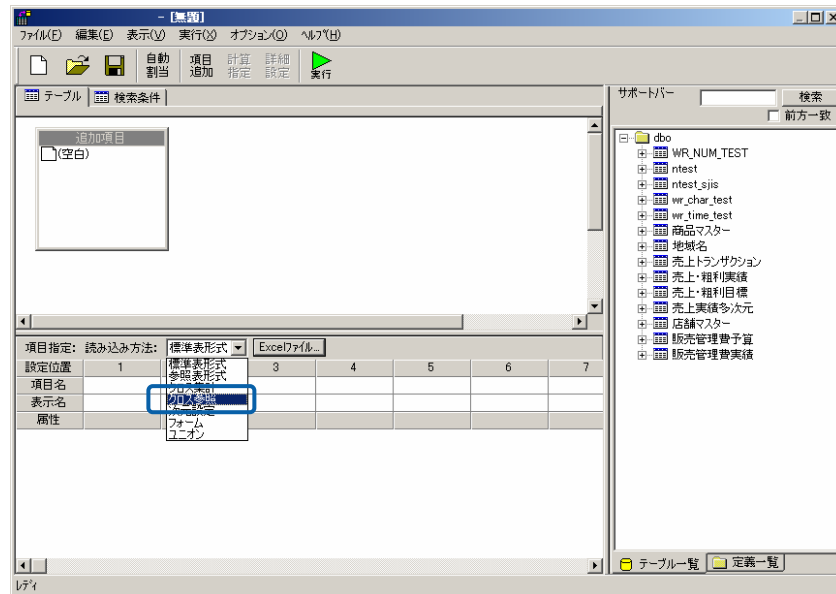 - [無題]
ファイル(F) 編集(E) 表示(V) 実行(X) オプション(O) ヘルプ(H)
自動割当 項目追加 計算指定 詳細設定 実行
テーブル 検索条件
追加項目
(空白)
サポートバー 検索
前方一致
dbo
WR_NUM_TEST
ntest
ntest_sjis
wr_char_test
wr_time_test
商品マスター
地域名
売上トランザクション
売上・粗利実績
売上・粗利目標
売上実績多次元
店舗マスター
販売管理費予算
販売管理費実績
項目指定: 読み込み方法: 標準表形式 Excelファイル...
設定位置 1 3 4 5 6 7
項目名
表示名
属性
標準表形式
参照表形式
クロス集計
クロス参照
次元設定
フォーム
ユニオン
テーブル一覧 定義一覧
レディ